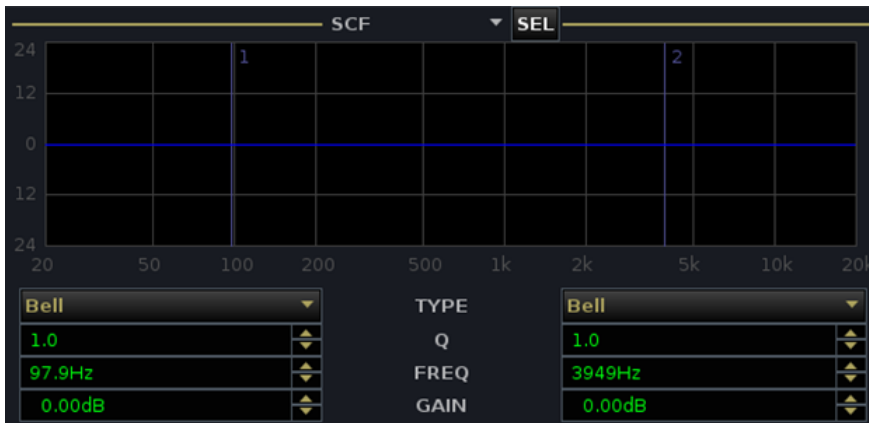 SCF SEL
24 1 2
12
0
12
24
20 50 100 200 500 1k 2k 5k 10k 20k
Bell TYPE Bell
1.0 Q 1.0
97.9Hz FREQ 3949Hz
0.00dB GAIN 0.00dB